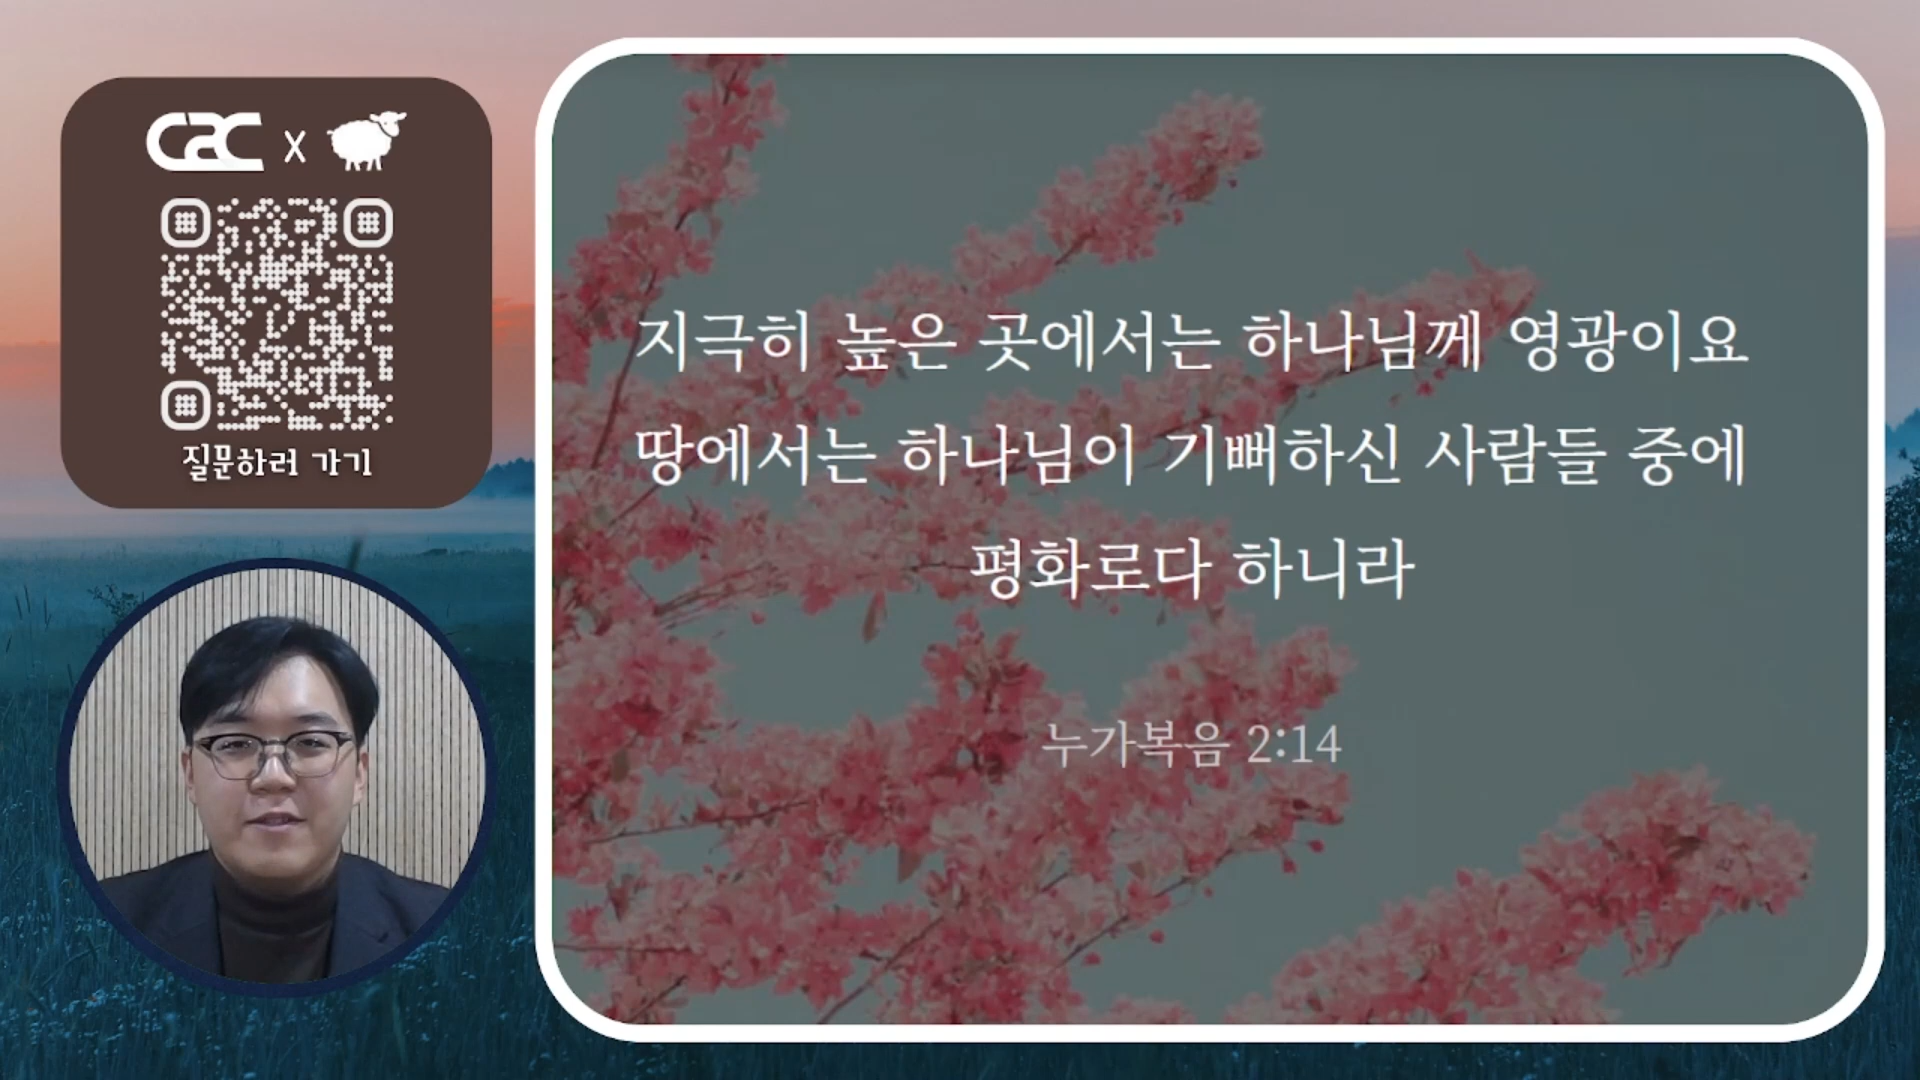 CAC X
질문하러 가기
지극히 높은 곳에서는 하나님께 영광이요
땅에서는 하나님이 기뻐하신 사람들 중에
평화로다 하니라
누가복음 2:14